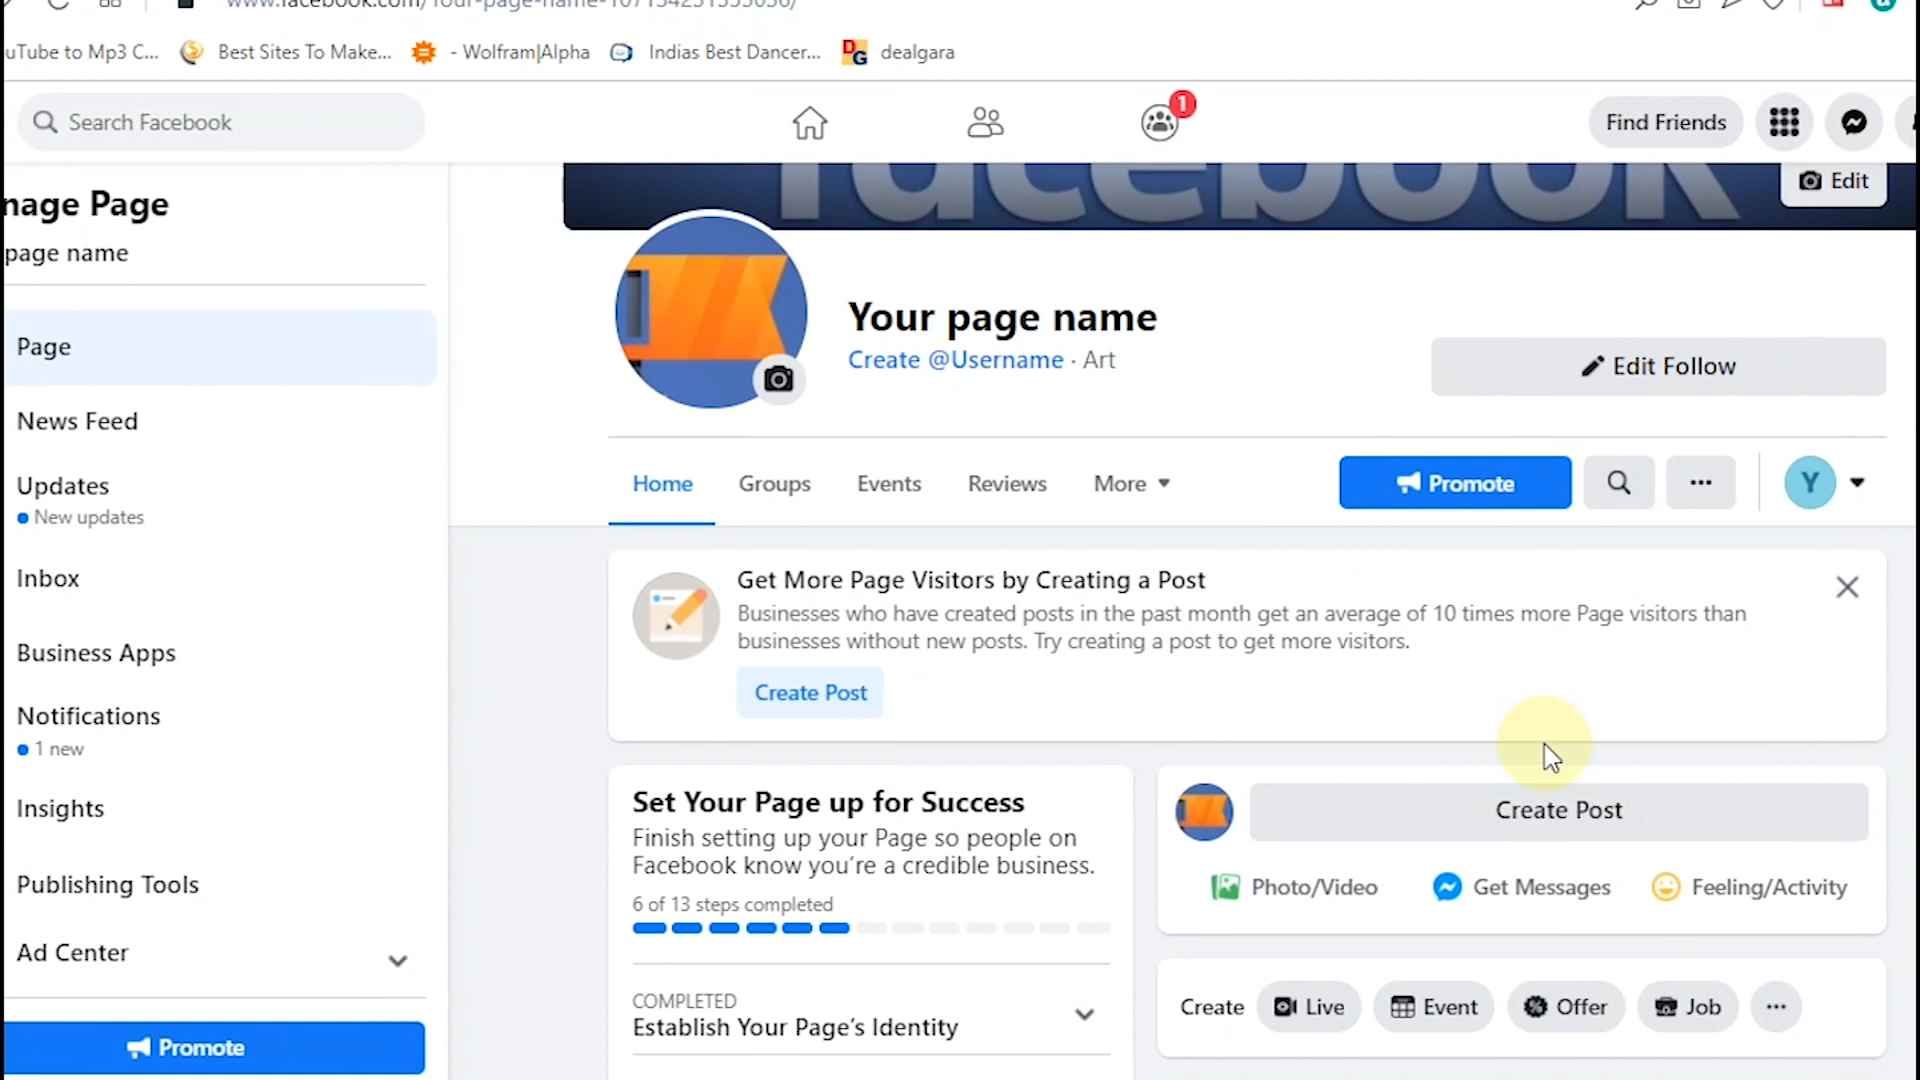 uTube to Mp3 C...
Best Sites To Make...
- Wolfram|Alpha
Indias Best Dancer...
DG
dealgara
Search Facebook
1
Find Friends
nage Page
page name
facebook
Edit
Your page name
Create @Username · Art
Edit Follow
Page
News Feed
Updates
New updates
Inbox
Business Apps
Notifications
1 new
Insights
Publishing Tools
Ad Center
Promote
Home
Groups
Events
Reviews
More
Promote
Y
Get More Page Visitors by Creating a Post
Businesses who have created posts in the past month get an average of 10 times more Page visitors than
businesses without new posts. Try creating a post to get more visitors.
Create Post
Set Your Page up for Success
Finish setting up your Page so people on
Facebook know you’re a credible business.
6 of 13 steps completed
COMPLETED
Establish Your Page’s Identity
Create Post
Photo/Video
Get Messages
Feeling/Activity
Create
Live
Event
Offer
Job